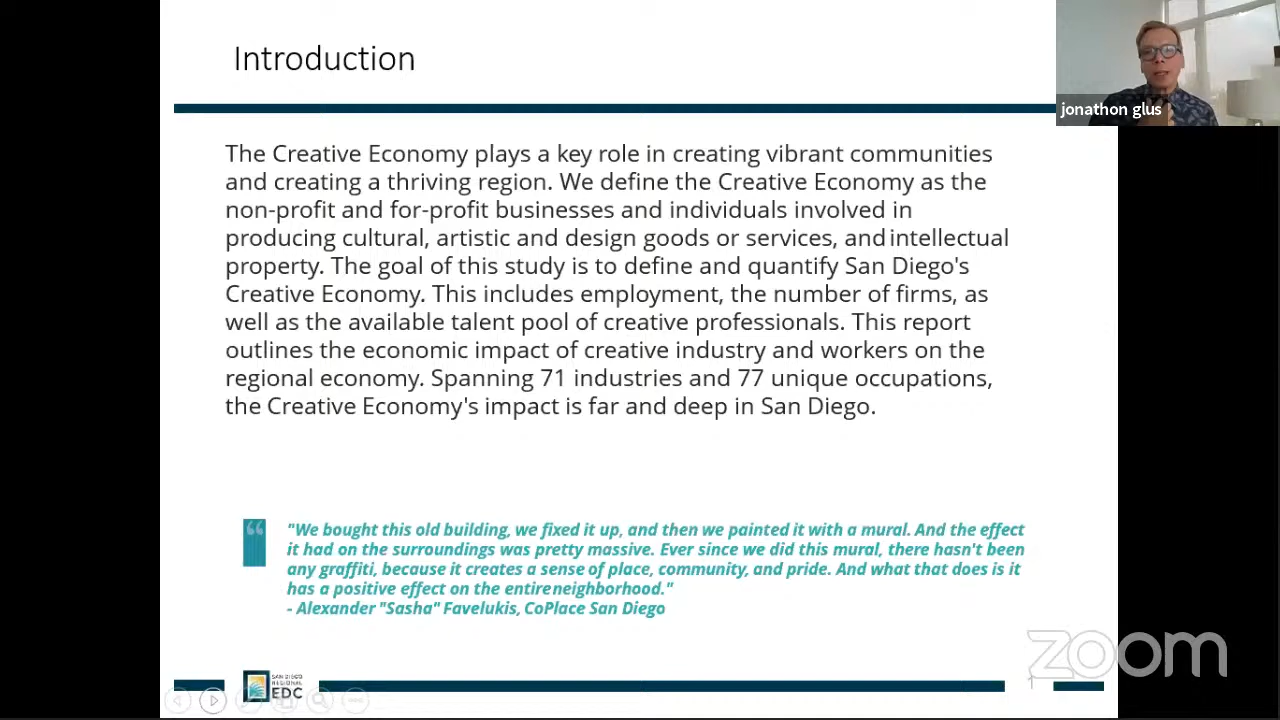 Introduction
jonathon glus
The Creative Economy plays a key role in creating vibrant communities
and creating a thriving region. We define the Creative Economy as the
non-profit and for-profit businesses and individuals involved in
producing cultural, artistic and design goods or services, and intellectual
property. The goal of this study is to define and quantify San Diego's
Creative Economy. This includes employment, the number of firms, as
well as the available talent pool of creative professionals. This report
outlines the economic impact of creative industry and workers on the
regional economy. Spanning 71 industries and 77 unique occupations,
the Creative Economy's impact is far and deep in San Diego.
"We bought this old building, we fixed it up, and then we painted it with a mural. And the effect
it had on the surroundings was pretty massive. Ever since we did this mural, there hasn't been
any graffiti, because it creates a sense of place, community, and pride. And what that does is it
has a positive effect on the entire neighborhood."
- Alexander "Sasha" Favelukis, CoPlace San Diego
zoom
SAN DIEGO
REGIONAL
EDC
1